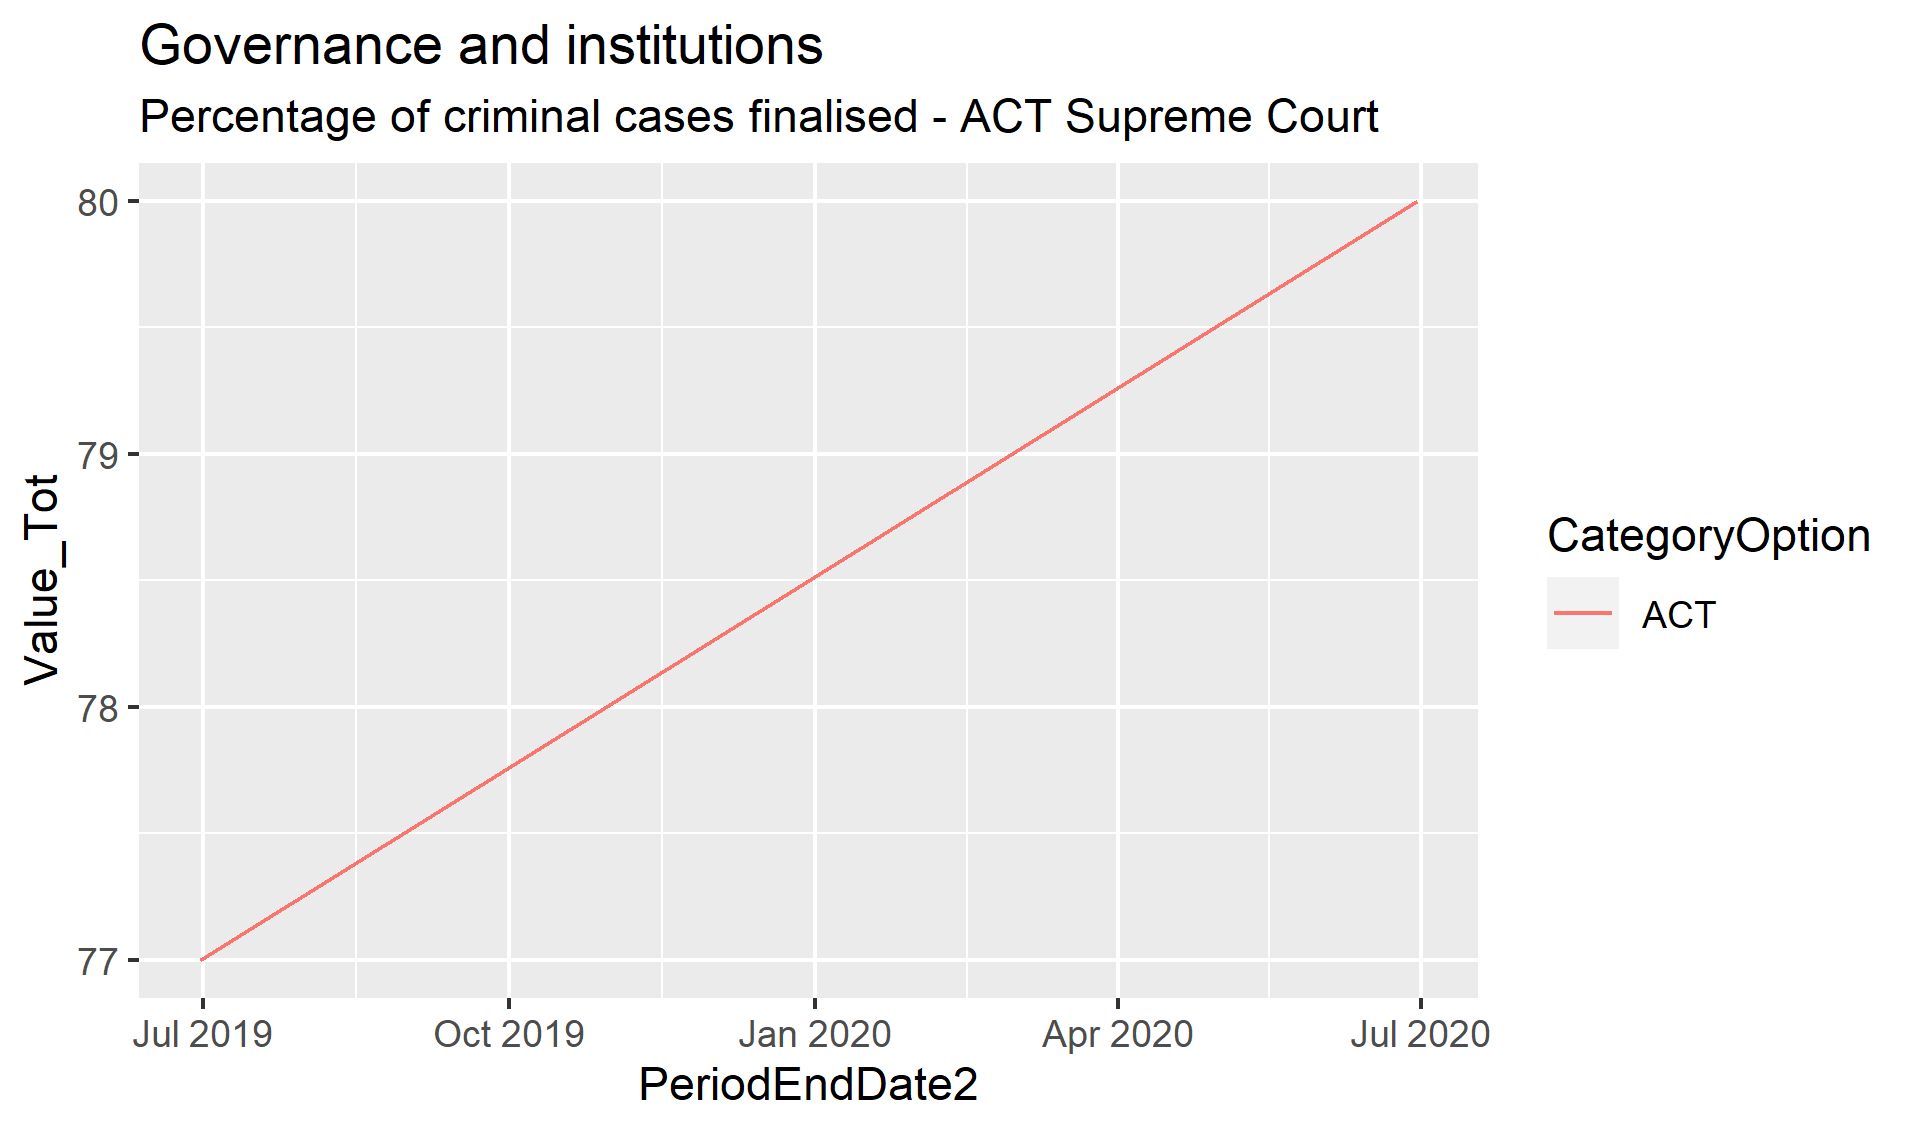 Governance and institutions
Percentage of criminal cases finalised - ACT Supreme Court
80
79
78
77
Value_Tot
Jul 2019 Oct 2019 Jan 2020 Apr 2020 Jul 2020
PeriodEndDate2
CategoryOption
ACT